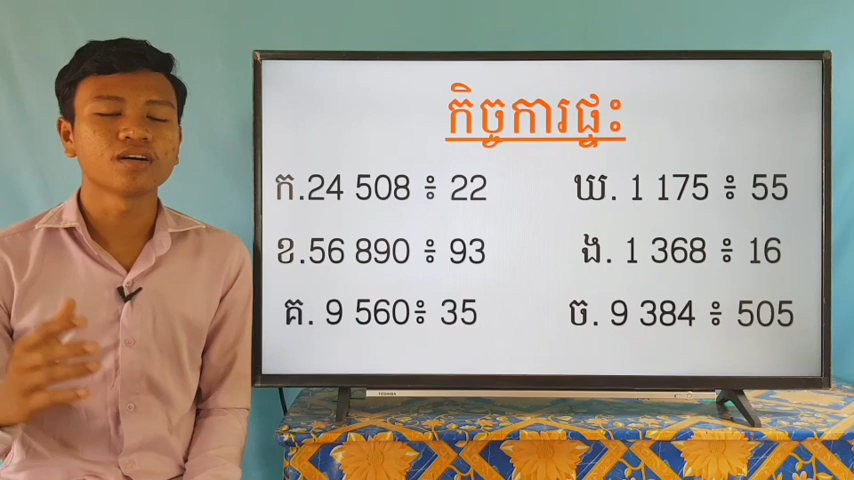 កិច្ចការផ្ទះ
ក.24 508 ÷ 22
ខ.56 890 ÷ 93
គ. 9 560÷ 35
ឃ. 1 175 ÷ 55
ង. 1 368 ÷ 16
ច. 9 384 ÷ 505
TOSHIBA